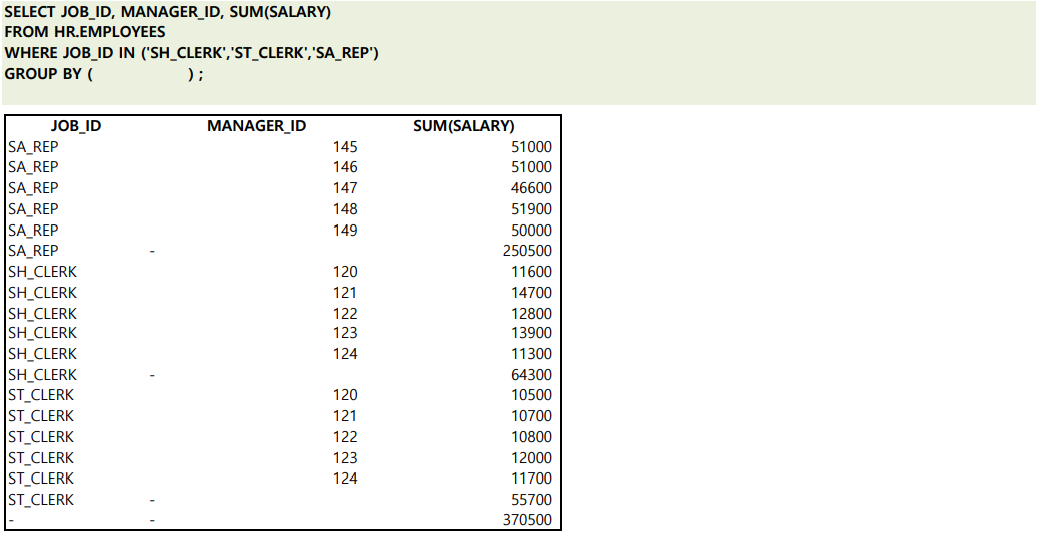 SELECT JOB_ID, MANAGER_ID, SUM(SALARY)
FROM HR.EMPLOYEES
WHERE JOB_ID IN ('SH_CLERK','ST_CLERK','SA_REP')
GROUP BY ( ) ;
JOB_ID MANAGER_ID SUM(SALARY)
SA_REP 145 51000
SA_REP 146 51000
SA_REP 147 46600
SA_REP 148 51900
SA_REP 149 50000
SA_REP - 250500
SH_CLERK 120 11600
SH_CLERK 121 14700
SH_CLERK 122 12800
SH_CLERK 123 13900
SH_CLERK 124 11300
SH_CLERK - 64300
ST_CLERK 120 10500
ST_CLERK 121 10700
ST_CLERK 122 10800
ST_CLERK 123 12000
ST_CLERK 124 11700
ST_CLERK - 55700
- - 370500